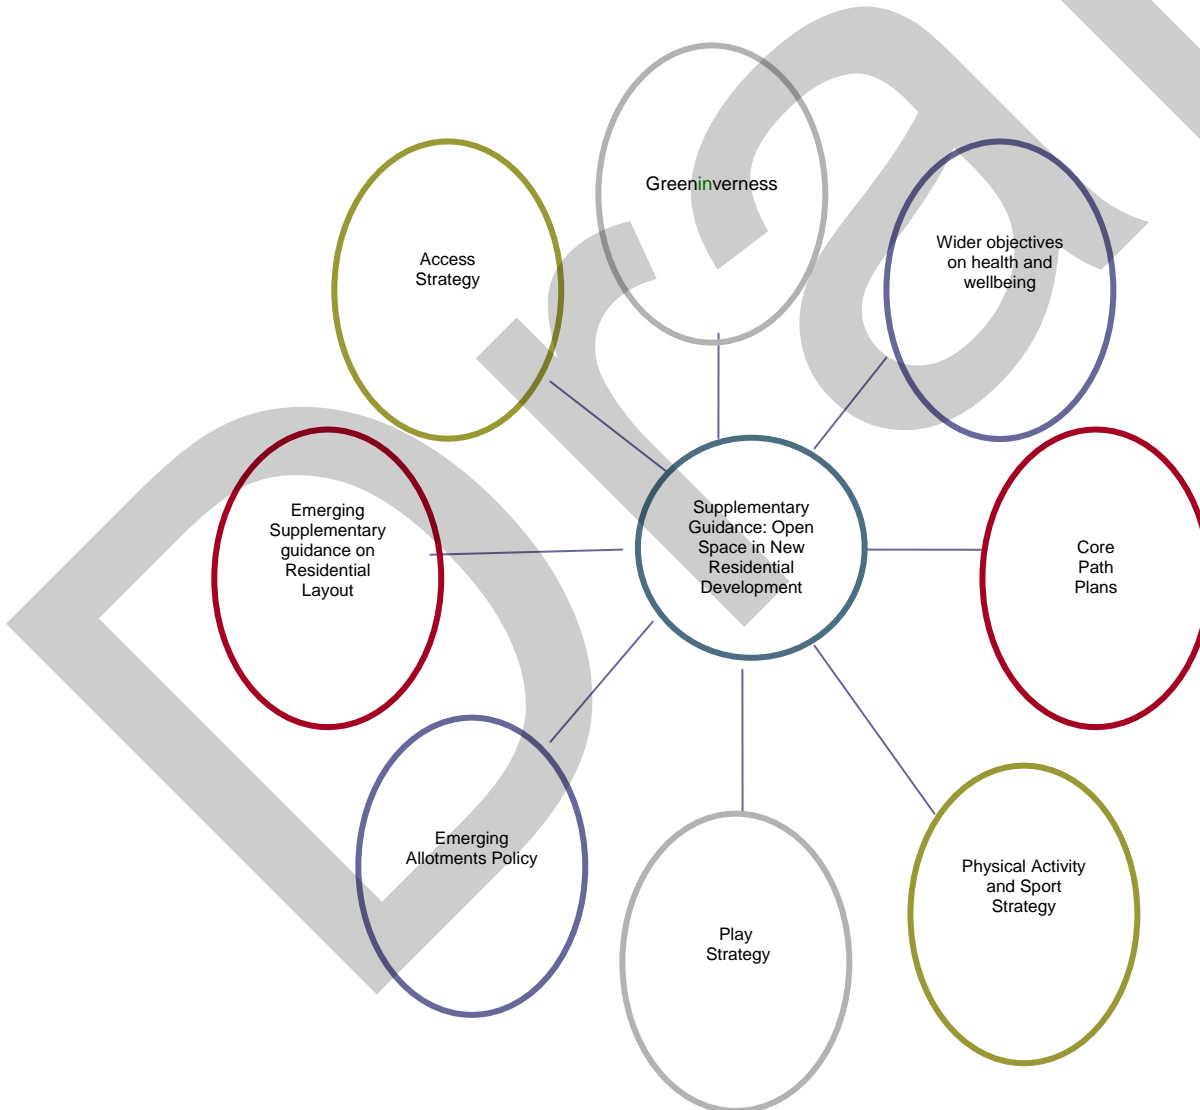 Greeninverness
Access
Strategy
Wider objectives
on health and
wellbeing
Emerging
Supplementary
guidance on
Residential
Layout
Supplementary
Guidance: Open
Space in New
Residential
Development
Core
Path
Plans
Emerging
Allotments Policy
Physical Activity
and Sport
Strategy
Play
Strategy